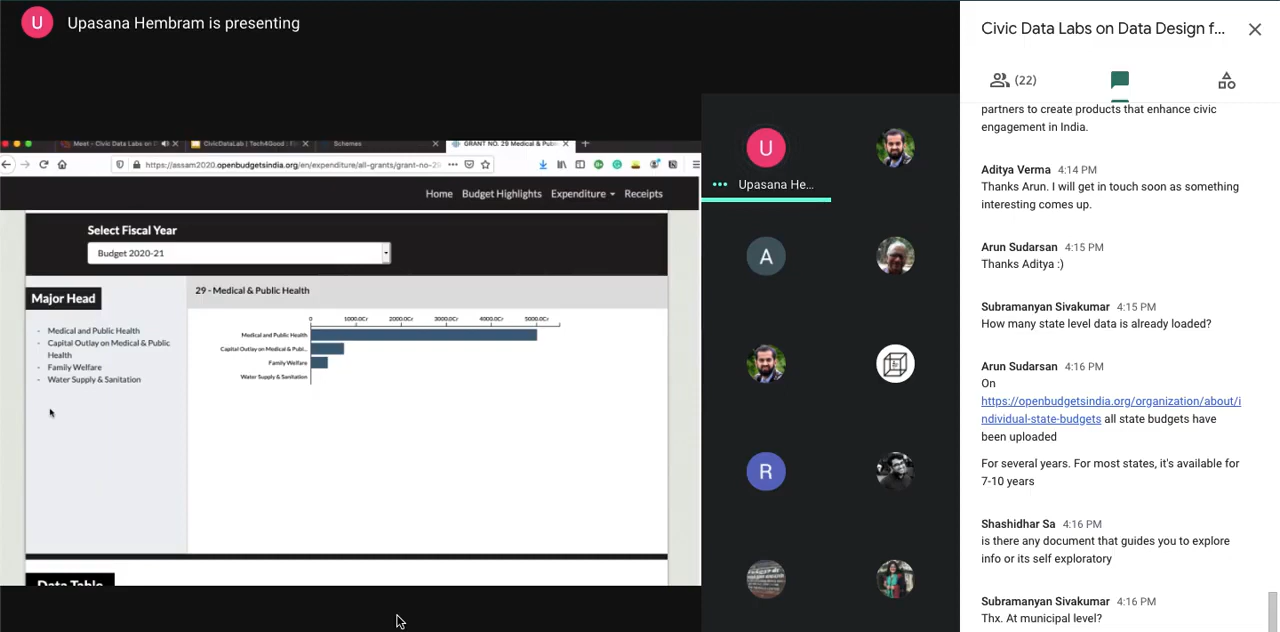 U Upasana Hembram is presenting
Meet - Civic Data Labs on
CivicDataLab | Tech4Good :
Schemes
GRANT NO. 29 Medical & Pub
https://assam2020.openbudgetsindia.org/en/expenditure/all-grants/grant-no-29
Home Budget Highlights Expenditure Receipts
Select Fiscal Year
Budget 2020-21
Major Head
- Medical and Public Health
- Capital Outlay on Medical & Public
Health
- Family Welfare
- Water Supply & Sanitation
29 - Medical & Public Health
0 1000.0Cr 2000.0Cr 3000.0Cr 4000.0Cr 5000.0Cr
Medical and Public Health
Capital Outlay on Medical & Publ...
Family Welfare
Water Supply & Sanitation
Data Table
U
Upasana He...
A
R
Civic Data Labs on Data Design f...
(22)
partners to create products that enhance civic
engagement in India.
Aditya Verma 4:14 PM
Thanks Arun. I will get in touch soon as something
interesting comes up.
Arun Sudarsan 4:15 PM
Thanks Aditya :)
Subramanyan Sivakumar 4:15 PM
How many state level data is already loaded?
Arun Sudarsan 4:16 PM
On
https://openbudgetsindia.org/organization/about/i
ndividual-state-budgets all state budgets have
been uploaded
For several years. For most states, it's available for
7-10 years
Shashidhar Sa 4:16 PM
is there any document that guides you to explore
info or its self exploratory
Subramanyan Sivakumar 4:16 PM
Thx. At municipal level?